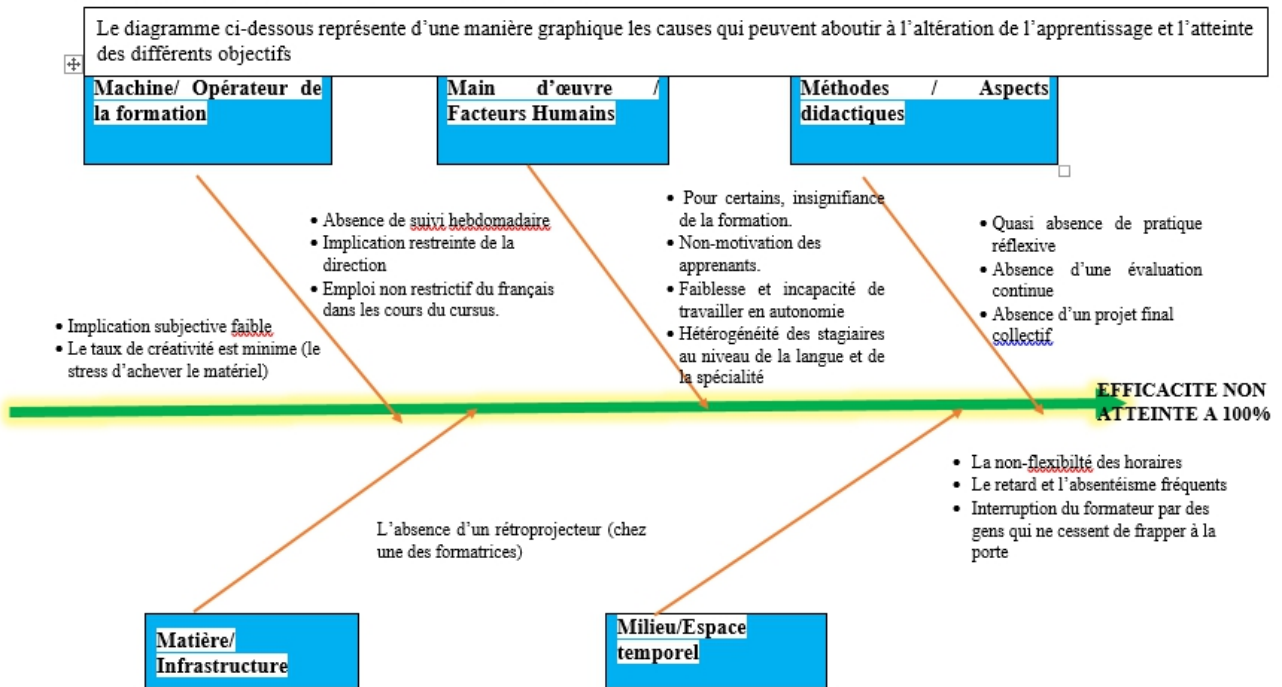 Le diagramme ci-dessous représente d’une manière graphique les causes qui peuvent aboutir à l’altération de l’apprentissage et l’atteinte
des différents objectifs
Machine/ Opérateur de
la formation
Main d’œuvre /
Facteurs Humains
Méthodes / Aspects
didactiques
• Implication subjective faible
• Le taux de créativité est minime (le
stress d’achever le matériel)
• Absence de suivi hebdomadaire
• Implication restreinte de la
direction
• Emploi non restrictif du français
dans les cours du cursus.
• Pour certains, insignifiance
de la formation.
• Non-motivation des
apprenants.
• Faiblesse et incapacité de
travailler en autonomie
• Hétérogénéité des stagiaires
au niveau de la langue et de
la spécialité
• Quasi absence de pratique
réflexive
• Absence d’une évaluation
continue
• Absence d’un projet final
collectif
EFFICACITE NON
ATTEINTE A 100%
L’absence d’un rétroprojecteur (chez
une des formatrices)
• La non-flexibilté des horaires
• Le retard et l’absentéisme fréquents
• Interruption du formateur par des
gens qui ne cessent de frapper à la
porte
Matière/
Infrastructure
Milieu/Espace
temporel